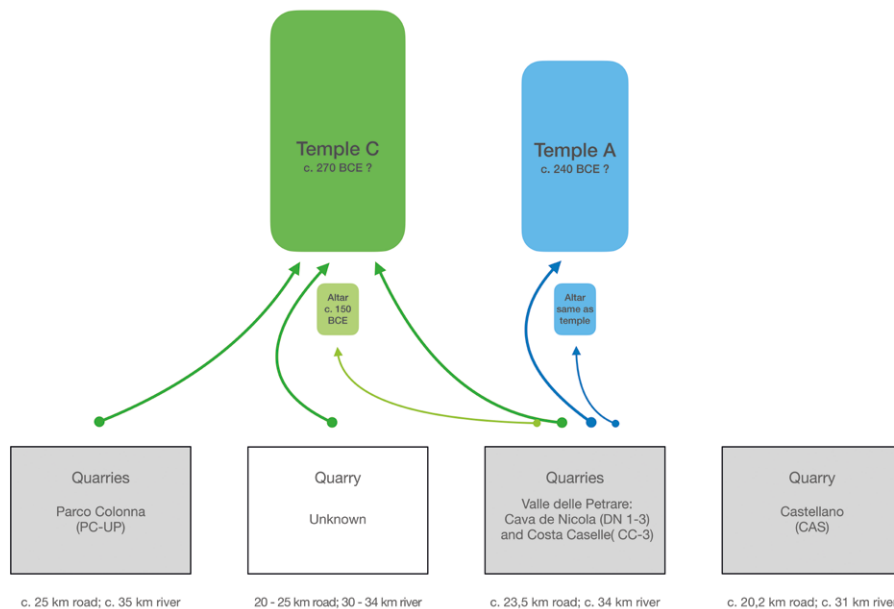 Temple C
c. 270 BCE ?
Temple A
c. 240 BCE ?
Altar
c. 150
BCE
Altar
same as
temple
Quarries
Parco Colonna
(PC-UP)
Quarry
Unknown
Quarries
Valle delle Petrare:
Cava de Nicola (DN 1-3)
and Costa Caselle( CC-3)
Quarry
Castellano
(CAS)
c. 25 km road; c. 35 km river
20 - 25 km road; 30 - 34 km river
c. 23,5 km road; c. 34 km river
c. 20,2 km road; c. 31 km river